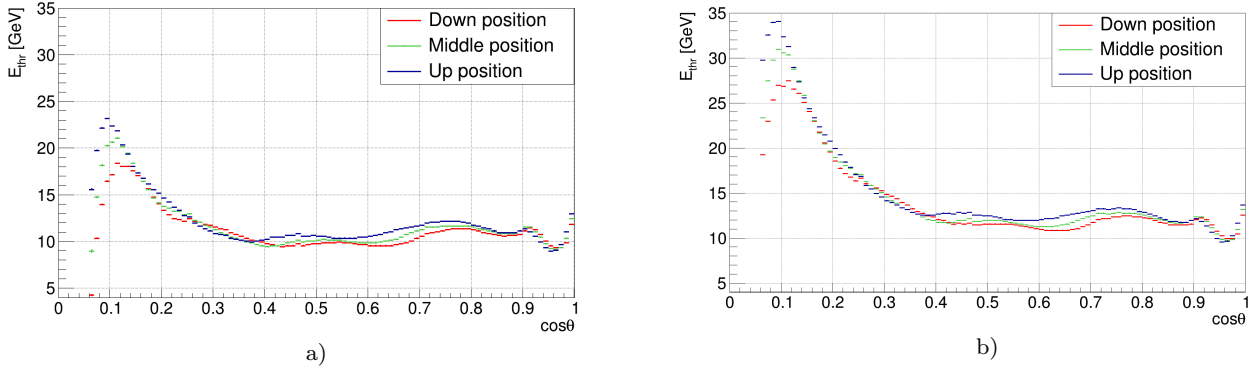 E_thr [GeV]
35
30
25
20
15
10
5
Down position
Middle position
Up position
0 0.1 0.2 0.3 0.4 0.5 0.6 0.7 0.8 0.9 1
cosθ
a)
E_thr [GeV]
35
30
25
20
15
10
5
Down position
Middle position
Up position
0 0.1 0.2 0.3 0.4 0.5 0.6 0.7 0.8 0.9 1
cosθ
b)